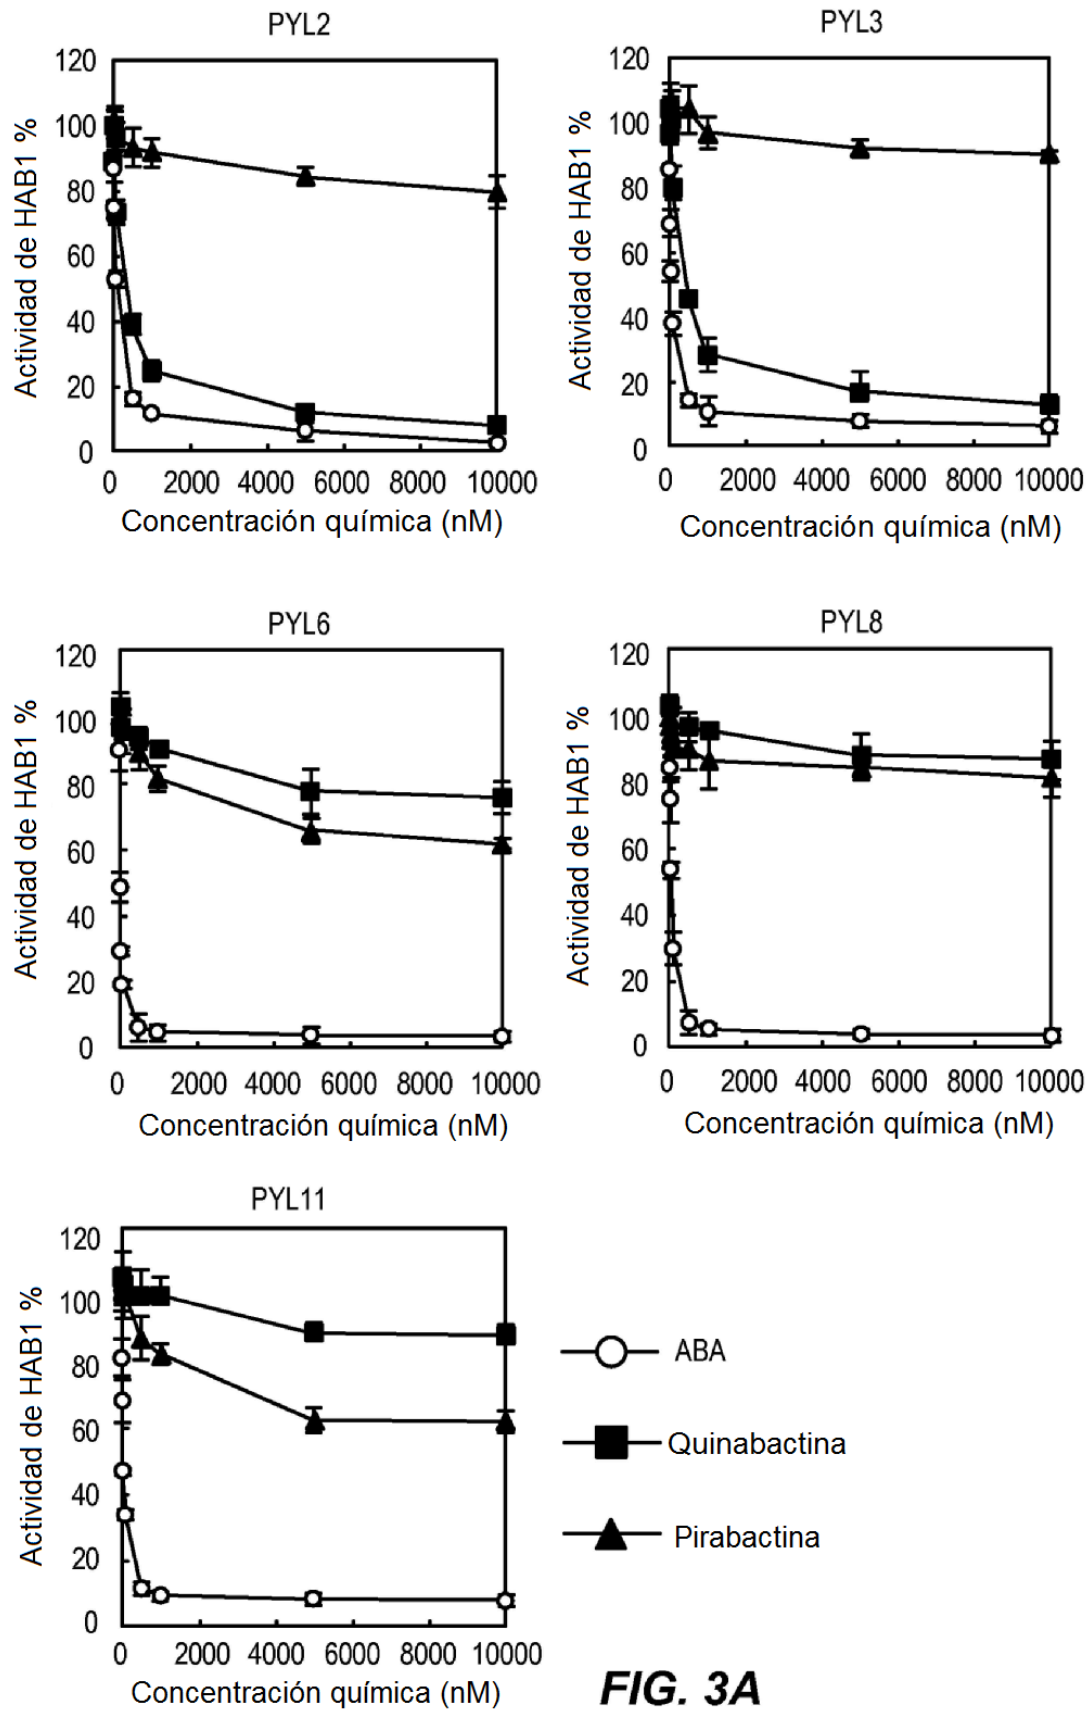 PYL2
Actividad de HAB1 %
120
100
80
60
40
20
0
0 2000 4000 6000 8000 10000
Concentración química (nM)
PYL3
Actividad de HAB1 %
120
100
80
60
40
20
0
0 2000 4000 6000 8000 10000
Concentración química (nM)
PYL6
Actividad de HAB1 %
120
100
80
60
40
20
0
0 2000 4000 6000 8000 10000
Concentración química (nM)
PYL8
Actividad de HAB1 %
120
100
80
60
40
20
0
0 2000 4000 6000 8000 10000
Concentración química (nM)
PYL11
Actividad de HAB1 %
120
100
80
60
40
20
0
0 2000 4000 6000 8000 10000
Concentración química (nM)
ABA
Quinabactina
Pirabactina
FIG. 3A